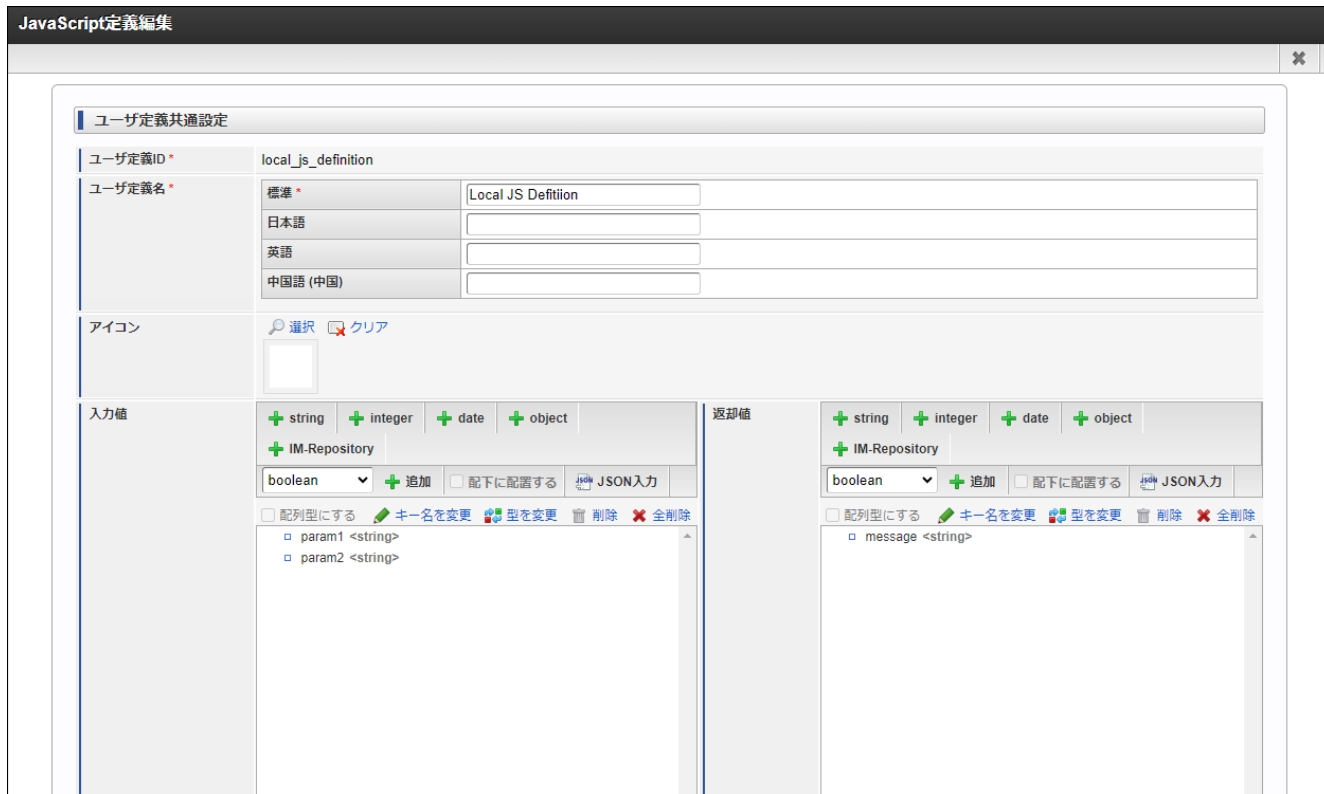 JavaScript定義編集
ユーザ定義共通設定
ユーザ定義ID * local_js_definition
ユーザ定義名 *
標準 * Local JS Defitiion
日本語
英語
中国語 (中国)
アイコン 選択 クリア
入力値
string integer date object
IM-Repository
boolean 追加 配下に配置する JSON JSON入力
配列型にする キー名を変更 型を変更 削除 全削除
param1 <string>
param2 <string>
返却値
string integer date object
IM-Repository
boolean 追加 配下に配置する JSON JSON入力
配列型にする キー名を変更 型を変更 削除 全削除
message <string>